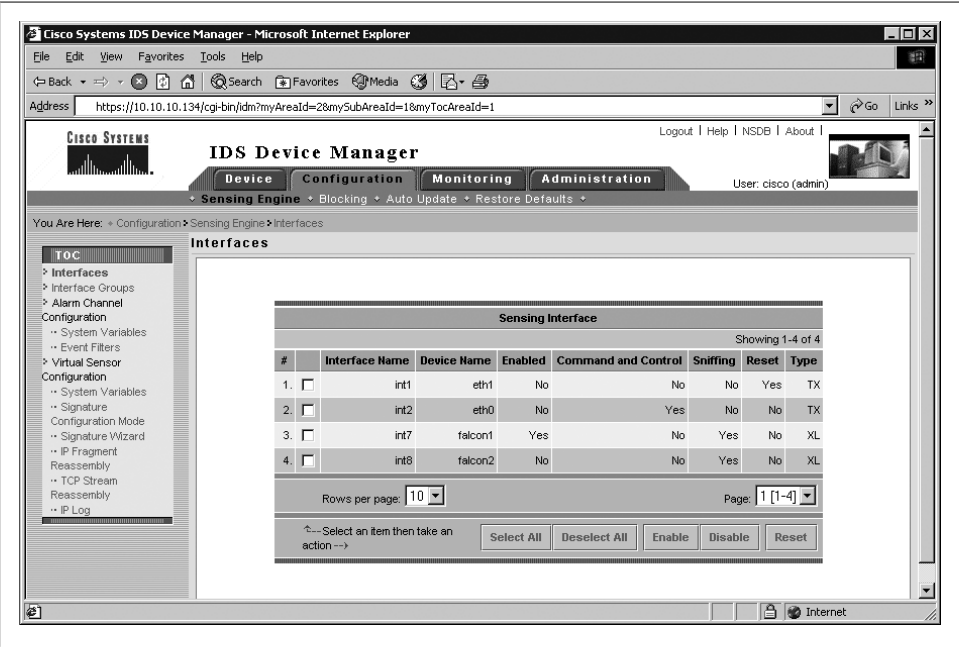 Cisco Systems IDS Device Manager - Microsoft Internet Explorer
File Edit View Favorites Tools Help
Back Search Favorites Media
Address https://10.10.10.134/cgi-bin/idm?myAreaId=2&mySubAreaId=1&myTocAreaId=1 Go Links »
CISCO SYSTEMS
Logout | Help | NSDB | About |
IDS Device Manager
Device Configuration Monitoring Administration
User: cisco (admin)
Sensing Engine Blocking Auto Update Restore Defaults
You Are Here: Configuration > Sensing Engine > Interfaces
TOC
> Interfaces
> Interface Groups
> Alarm Channel
Configuration
·· System Variables
·· Event Filters
> Virtual Sensor
Configuration
·· System Variables
·· Signature
Configuration Mode
·· Signature Wizard
·· IP Fragment
Reassembly
·· TCP Stream
Reassembly
·· IP Log
Interfaces
Sensing Interface
Showing 1-4 of 4
# Interface Name Device Name Enabled Command and Control Sniffing Reset Type
1. int1 eth1 No No No Yes TX
2. int2 eth0 No Yes No No TX
3. int7 falcon1 Yes No Yes No XL
4. int8 falcon2 No No Yes No XL
Rows per page: 10 Page: 1 [1-4]
^--Select an item then take an
action-->
Select All Deselect All Enable Disable Reset
Internet